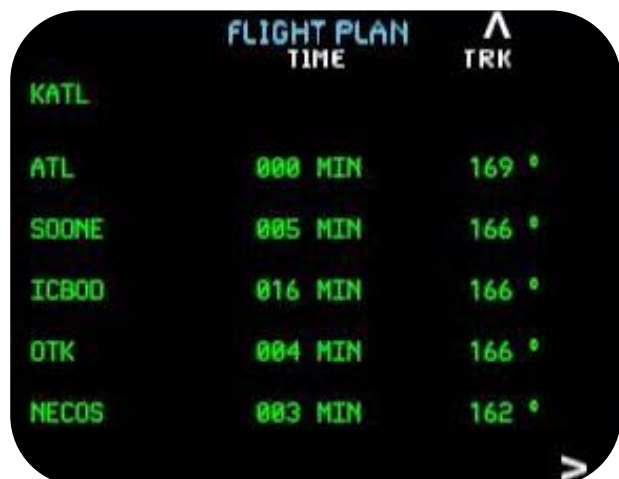 FLIGHT PLAN Λ
TIME TRK
KATL
ATL 000 MIN 169 °
SOONE 005 MIN 166 °
ICBOD 016 MIN 166 °
OTK 004 MIN 166 °
NECOS 003 MIN 162 °
>